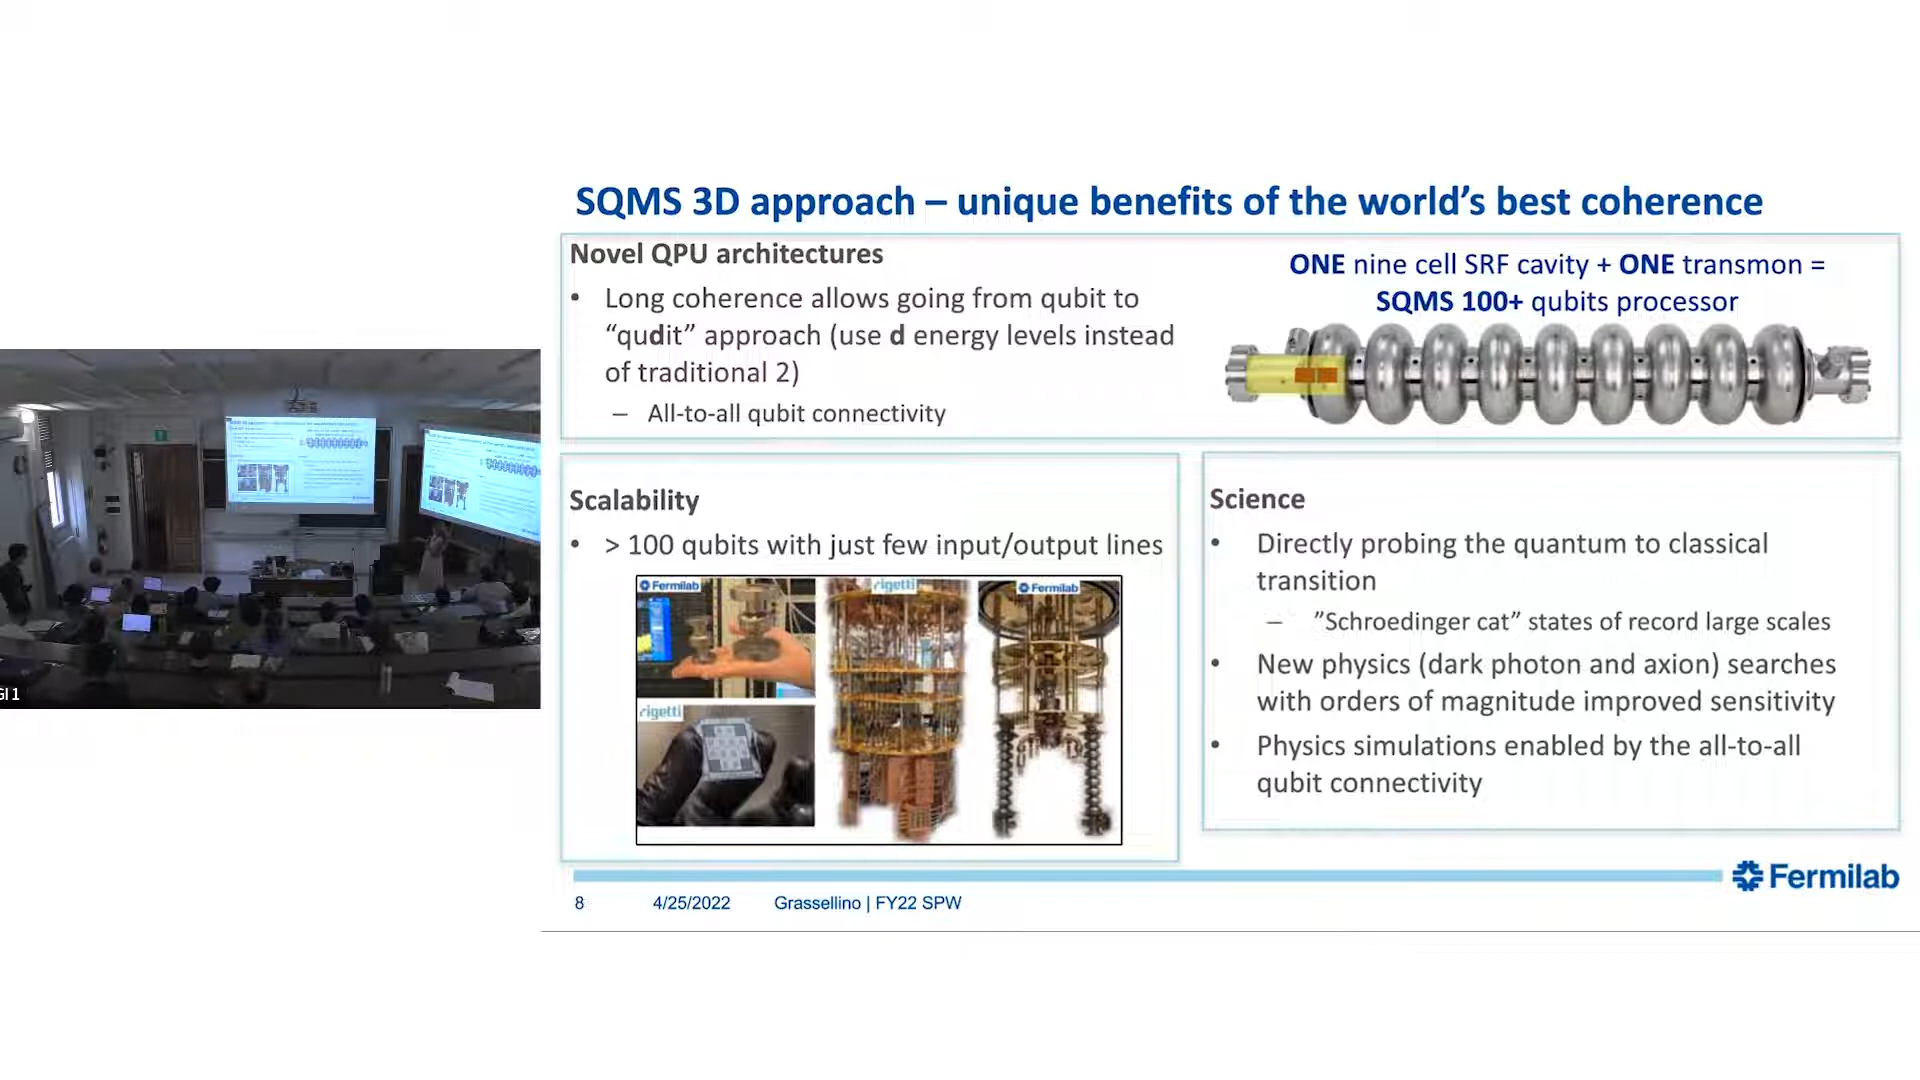 SQMS 3D approach – unique benefits of the world's best coherence
Novel QPU architectures
• Long coherence allows going from qubit to
"qudit" approach (use d energy levels instead
of traditional 2)
– All-to-all qubit connectivity
ONE nine cell SRF cavity + ONE transmon =
SQMS 100+ qubits processor
Scalability
• > 100 qubits with just few input/output lines
Fermilab
rigetti
Fermilab
rigetti
Science
• Directly probing the quantum to classical
transition
– ”Schroedinger cat” states of record large scales
• New physics (dark photon and axion) searches
with orders of magnitude improved sensitivity
• Physics simulations enabled by the all-to-all
qubit connectivity
Fermilab
8 4/25/2022 Grassellino | FY22 SPW